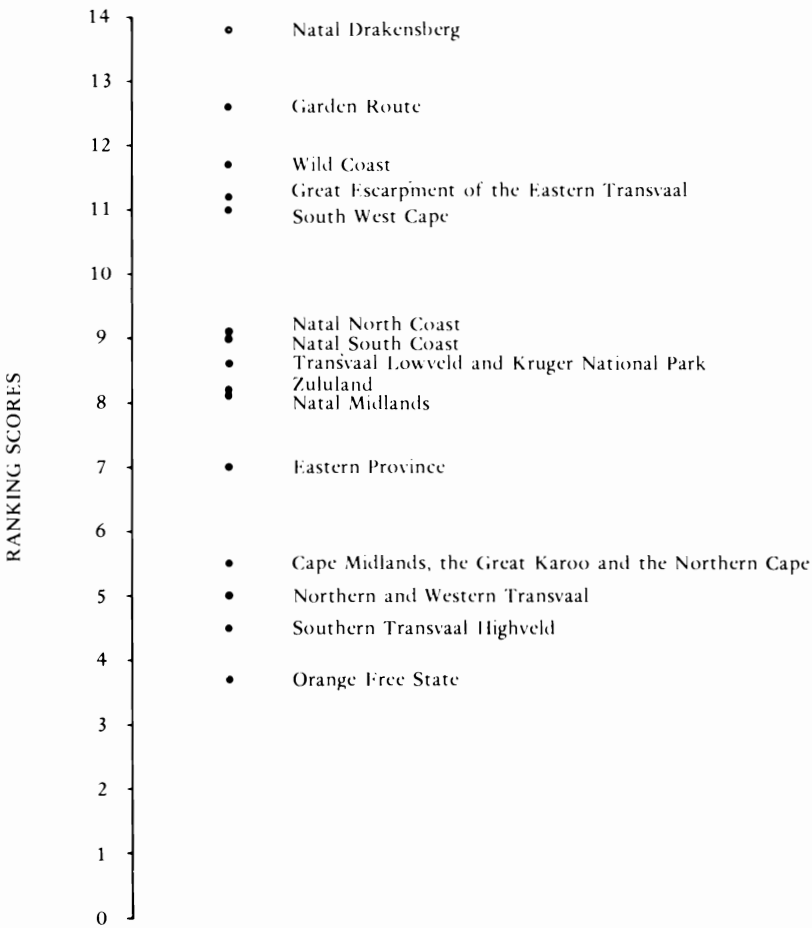 14
Natal Drakensberg
13
Garden Route
12
Wild Coast
Great Escarpment of the Eastern Transvaal
11
South West Cape
10
Natal North Coast
9
Natal South Coast
Transvaal Lowveld and Kruger National Park
Zululand
8
Natal Midlands
RANKING SCORES
7
Eastern Province
6
Cape Midlands, the Great Karoo and the Northern Cape
5
Northern and Western Transvaal
Southern Transvaal Highveld
4
Orange Free State
3
2
1
0